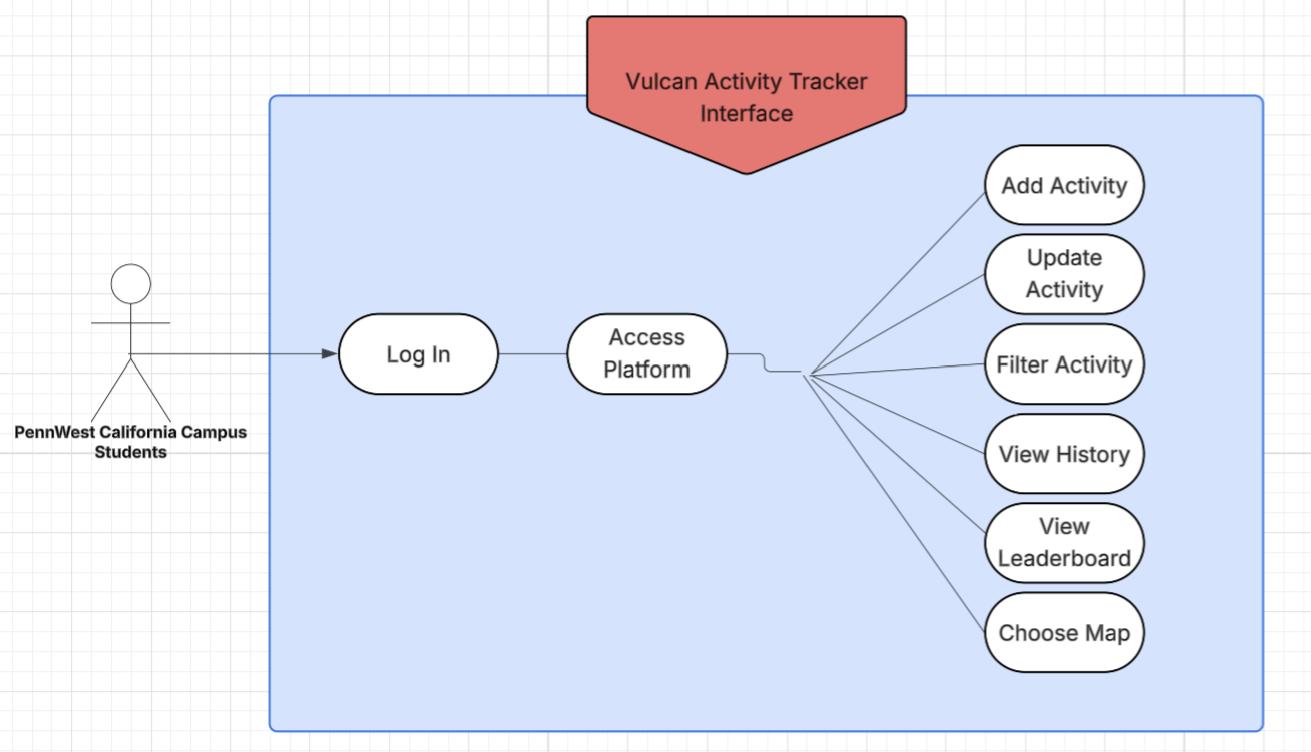 Vulcan Activity Tracker
Interface
Add Activity
Update
Activity
Log In
Access
Platform
Filter Activity
PennWest California Campus
Students
View History
View
Leaderboard
Choose Map